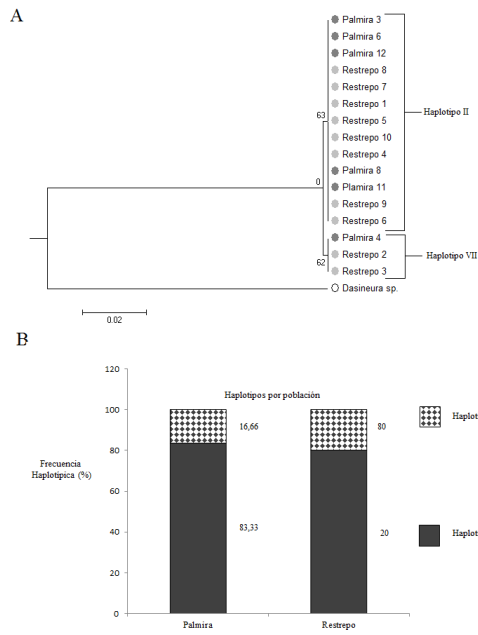 A
Palmira 3
Palmira 6
Palmira 12
Restrepo 8
Restrepo 7
Restrepo 1
Restrepo 5
Restrepo 10
Restrepo 4
Palmira 8
Plamira 11
Restrepo 9
Restrepo 6
Palmira 4
Restrepo 2
Restrepo 3
Dasineura sp.
Haplotipo II
Haplotipo VII
63
0
62
0.02
B
Haplotipos por población
Frecuencia
Haplotípica (%)
120
100
80
60
40
20
0
16,66
83,33
80
20
Haplot
Haplot
Palmira
Restrepo